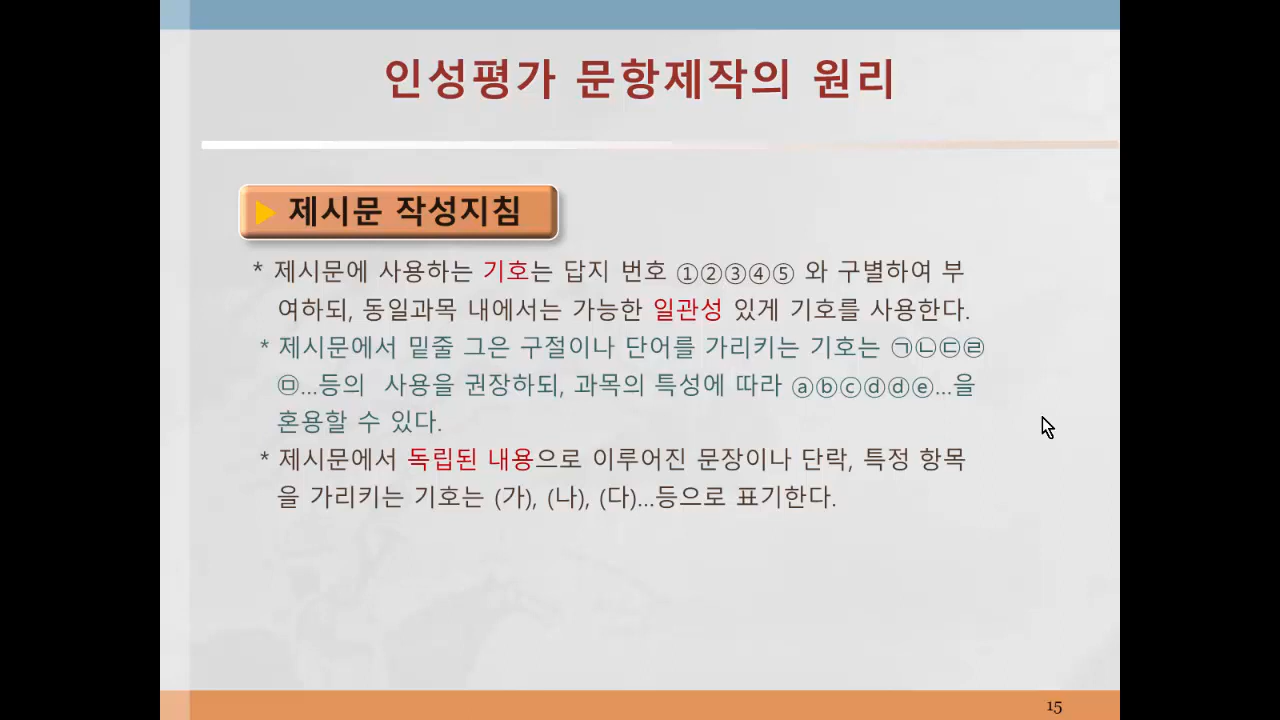 인성평가 문항제작의 원리
제시문 작성지침
* 제시문에 사용하는 기호는 답지 번호 ①②③④⑤ 와 구별하여 부
여하되, 동일과목 내에서는 가능한 일관성 있게 기호를 사용한다.
* 제시문에서 밑줄 그은 구절이나 단어를 가리키는 기호는 ㉠㉡㉢㉣
㉤...등의 사용을 권장하되, 과목의 특성에 따라 ⓐⓑⓒⓓⓓⓔ...을
혼용할 수 있다.
* 제시문에서 독립된 내용으로 이루어진 문장이나 단락, 특정 항목
을 가리키는 기호는 (가), (나), (다)...등으로 표기한다.
15